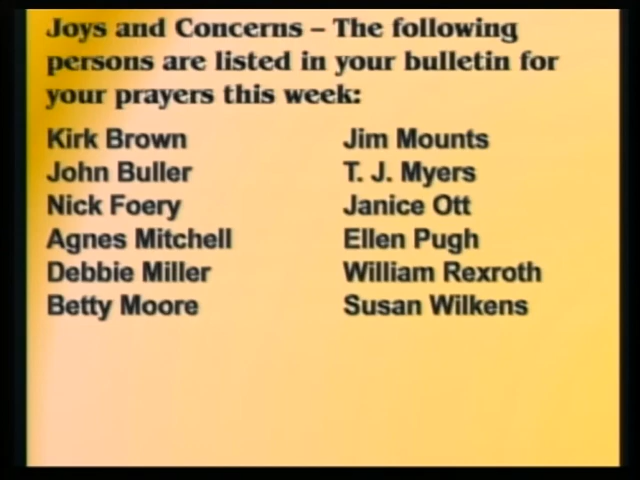 Joys and Concerns – The following
persons are listed in your bulletin for
your prayers this week:
Kirk Brown
John Buller
Nick Foery
Agnes Mitchell
Debbie Miller
Betty Moore
Jim Mounts
T. J. Myers
Janice Ott
Ellen Pugh
William Rexroth
Susan Wilkens